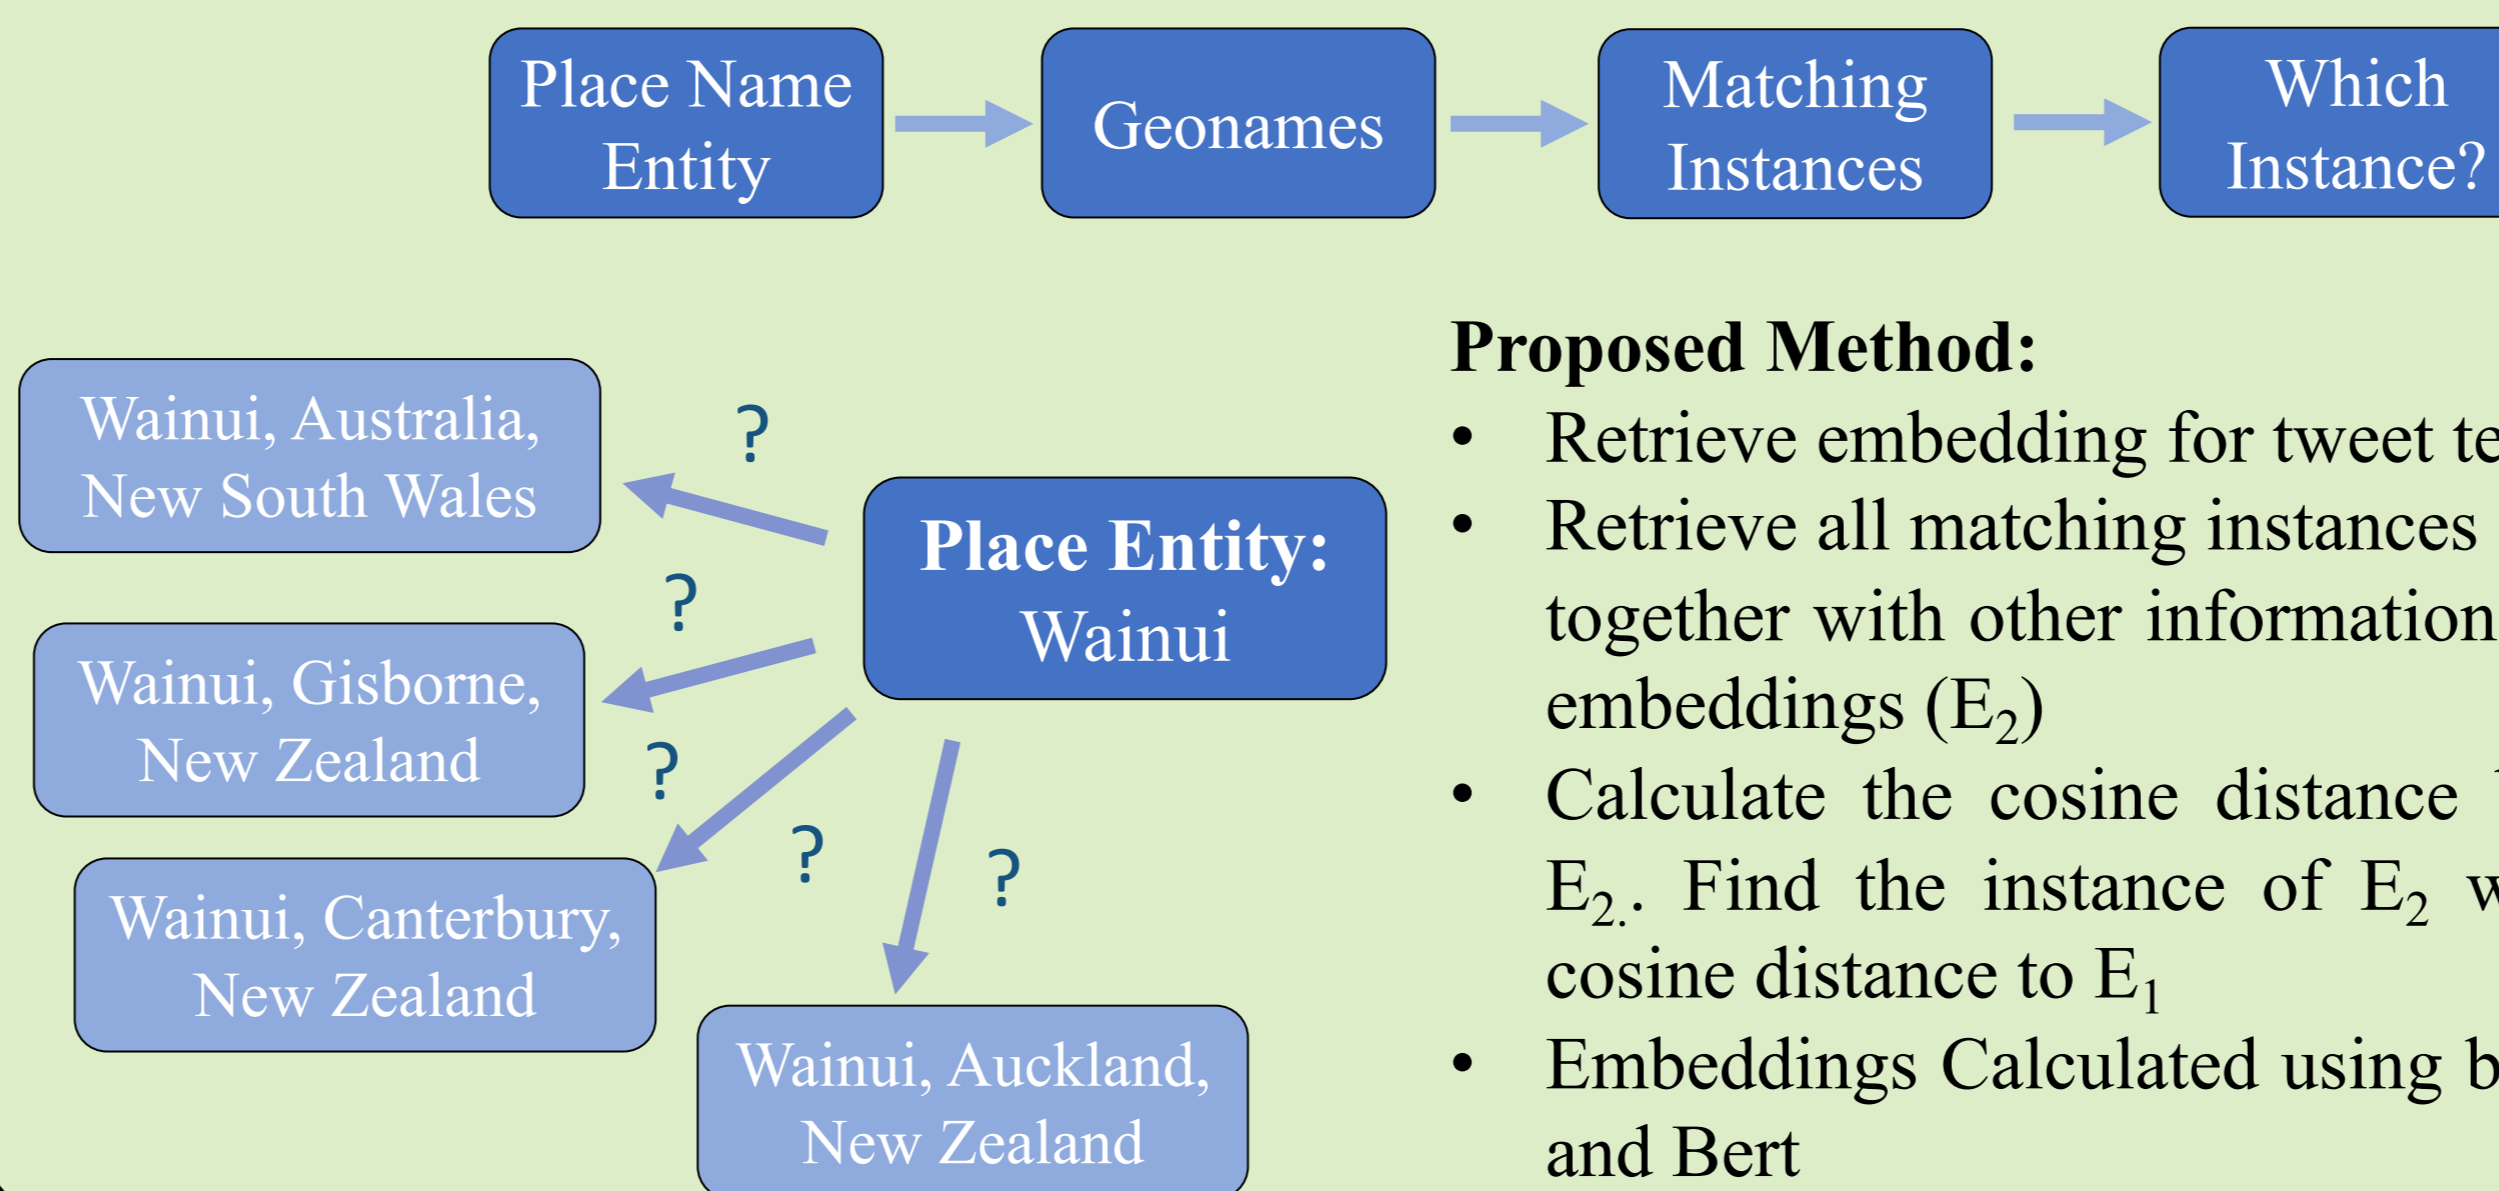 Place Name
Entity
Geonames
Matching
Instances
Which
Instance?
Wainui, Australia,
New South Wales
?
Place Entity:
Wainui
?
Wainui, Gisborne,
New Zealand
?
?
?
Wainui, Canterbury,
New Zealand
Wainui, Auckland,
New Zealand
Proposed Method:
• Retrieve embedding for tweet
• Retrieve all matching instances
together with other information
embeddings (E₂)
• Calculate the cosine distance
E₂.. Find the instance of E₂
cosine distance to E₁
• Embeddings Calculated using
and Bert